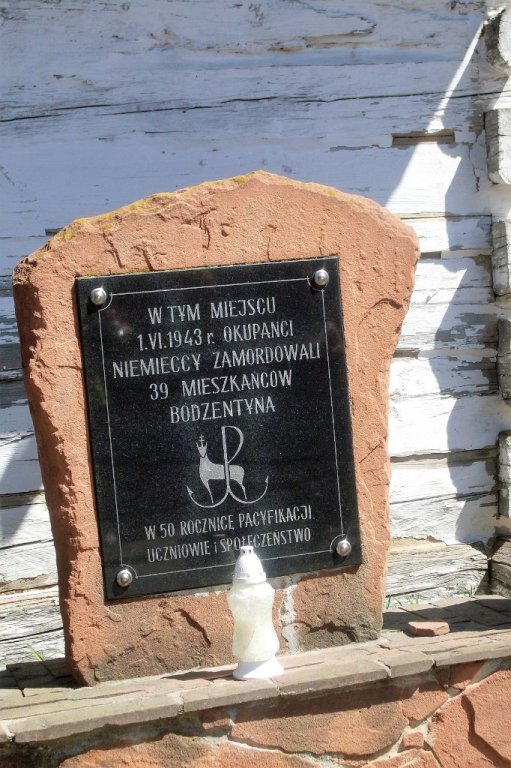 W TYM MIEJSCU
1.VI.1943 r. OKUPANCI
NIEMIECCY ZAMORDOWALI
39 MIESZKAŃCÓW
BODZENTYNA
W 50 ROCZNICĘ PACYFIKACJI
UCZNIOWIE i SPOŁECZEŃSTWO